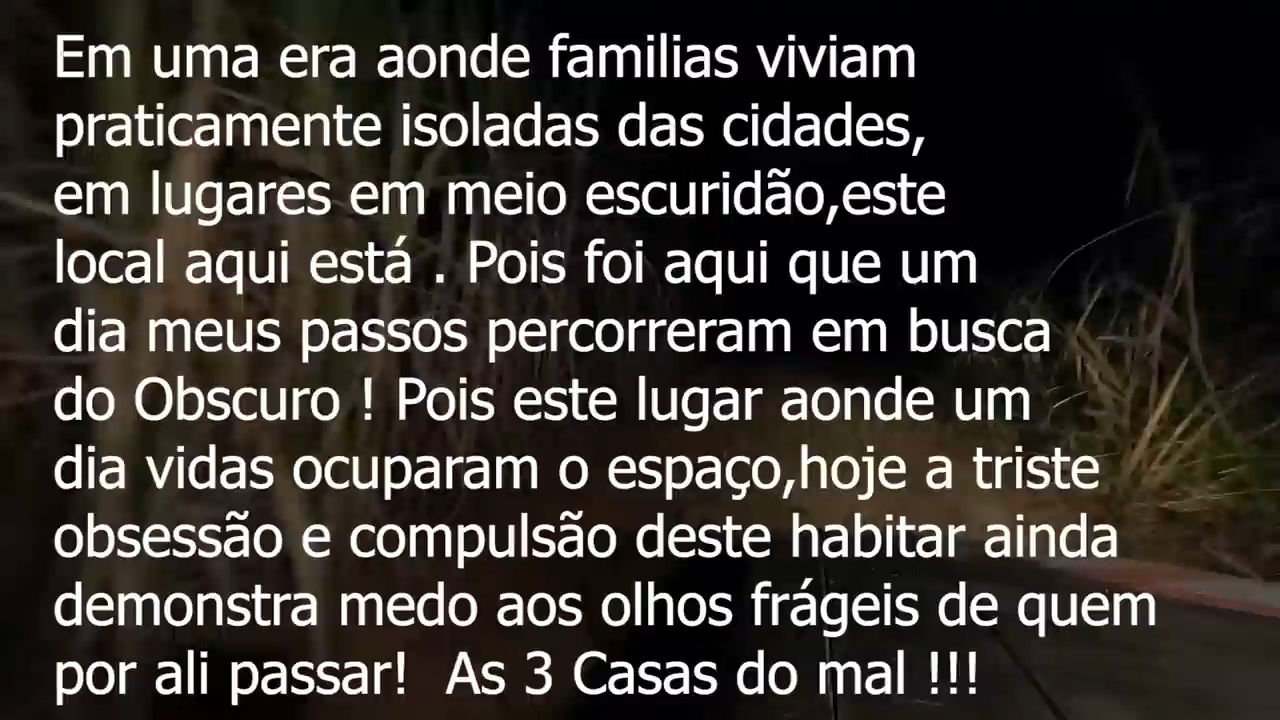 Em uma era aonde familias viviam
praticamente isoladas das cidades,
em lugares em meio escuridão,este
local aqui está . Pois foi aqui que um
dia meus passos percorreram em busca
do Obscuro ! Pois este lugar aonde um
dia vidas ocuparam o espaço,hoje a triste
obsessão e compulsão deste habitar ainda
demonstra medo aos olhos frágeis de quem
por ali passar!  As 3 Casas do mal !!!